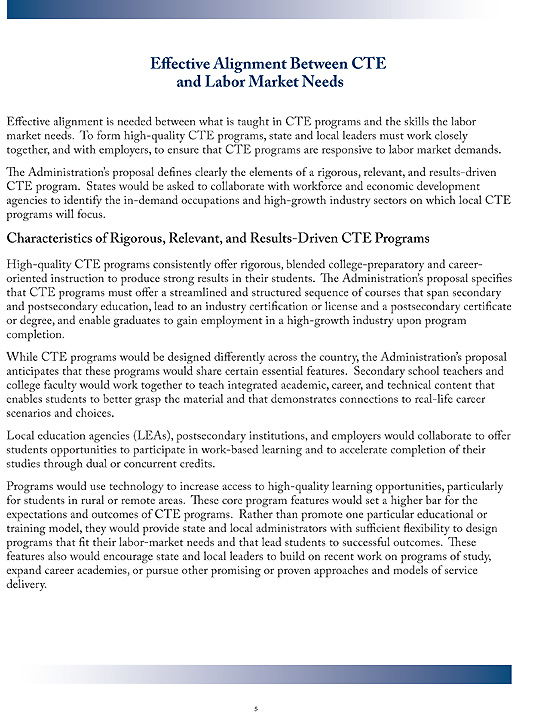 Effective Alignment Between CTE
and Labor Market Needs
Effective alignment is needed between what is taught in CTE programs and the skills the labor
market needs. To form high-quality CTE programs, state and local leaders must work closely
together, and with employers, to ensure that CTE programs are responsive to labor market demands.
The Administration's proposal defines clearly the elements of a rigorous, relevant, and results-driven
CTE program. States would be asked to collaborate with workforce and economic development
agencies to identify the in-demand occupations and high-growth industry sectors on which local CTE
programs will focus.
Characteristics of Rigorous, Relevant, and Results-Driven CTE Programs
High-quality CTE programs consistently offer rigorous, blended college-preparatory and career-
oriented instruction to produce strong results in their students. The Administration's proposal specifies
that CTE programs must offer a streamlined and structured sequence of courses that span secondary
and postsecondary education, lead to an industry certification or license and a postsecondary certificate
or degree, and enable graduates to gain employment in a high-growth industry upon program
completion.
While CTE programs would be designed differently across the country, the Administration's proposal
anticipates that these programs would share certain essential features. Secondary school teachers and
college faculty would work together to teach integrated academic, career, and technical content that
enables students to better grasp the material and that demonstrates connections to real-life career
scenarios and choices.
Local education agencies (LEAs), postsecondary institutions, and employers would collaborate to offer
students opportunities to participate in work-based learning and to accelerate completion of their
studies through dual or concurrent credits.
Programs would use technology to increase access to high-quality learning opportunities, particularly
for students in rural or remote areas. These core program features would set a higher bar for the
expectations and outcomes of CTE programs. Rather than promote one particular educational or
training model, they would provide state and local administrators with sufficient flexibility to design
programs that fit their labor-market needs and that lead students to successful outcomes. These
features also would encourage state and local leaders to build on recent work on programs of study,
expand career academies, or pursue other promising or proven approaches and models of service
delivery.
5